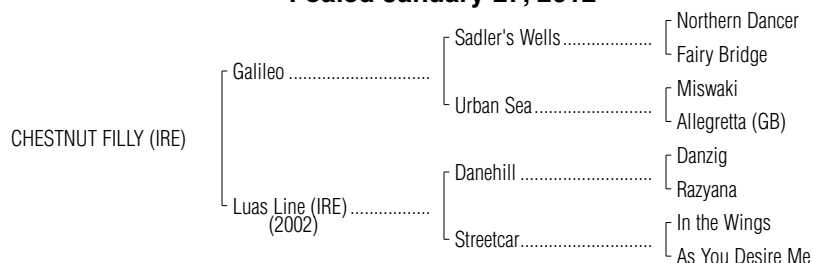 Foaled January 27, 2012
Northern Dancer
Sadler's Wells
Fairy Bridge
Galileo
Miswaki
Urban Sea
Allegretta (GB)
CHESTNUT FILLY (IRE)
Danzig
Danehill
Razyana
Luas Line (IRE)
(2002)
In the Wings
Streetcar
As You Desire Me